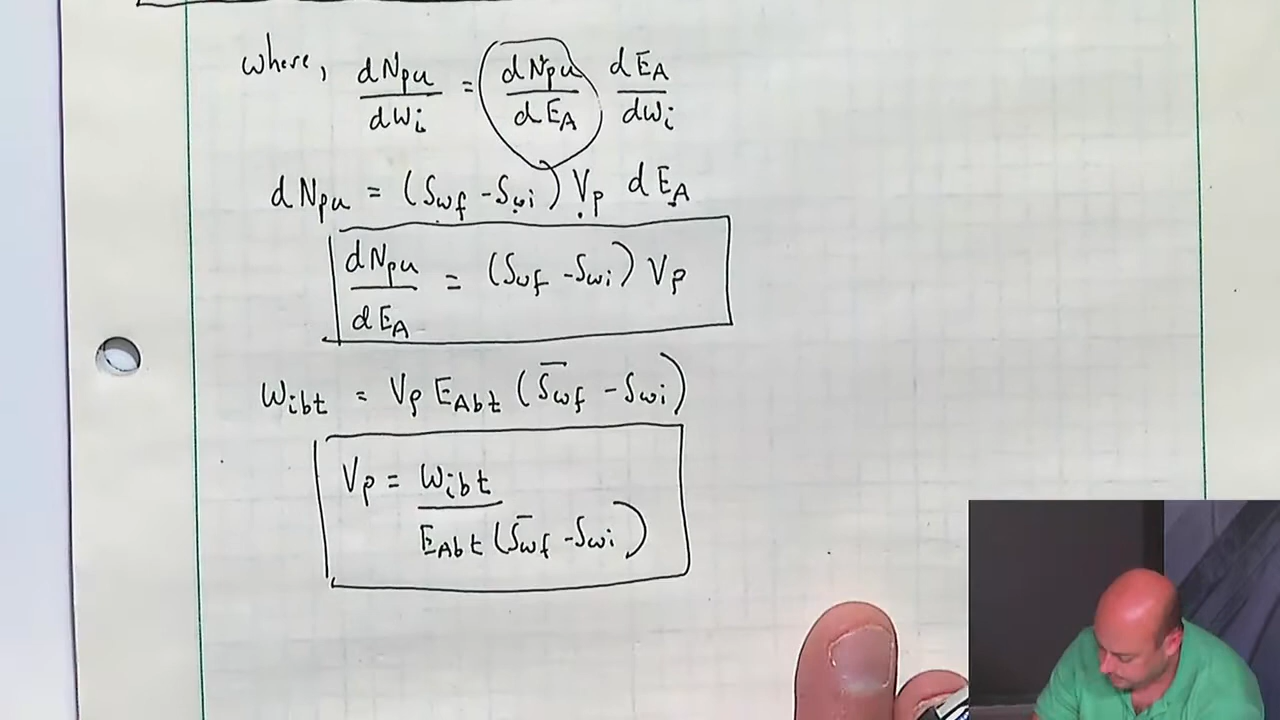 where, dNpu/dWi = dNpu/dEA dEA/dWi
dNpu = (Swf - Swi) Vp dEA
dNpu/dEA = (Swf - Swi) Vp
Wibt = Vp EAbt (S̅wf - Swi)
Vp = Wibt/EAbt (S̅wf - Swi)